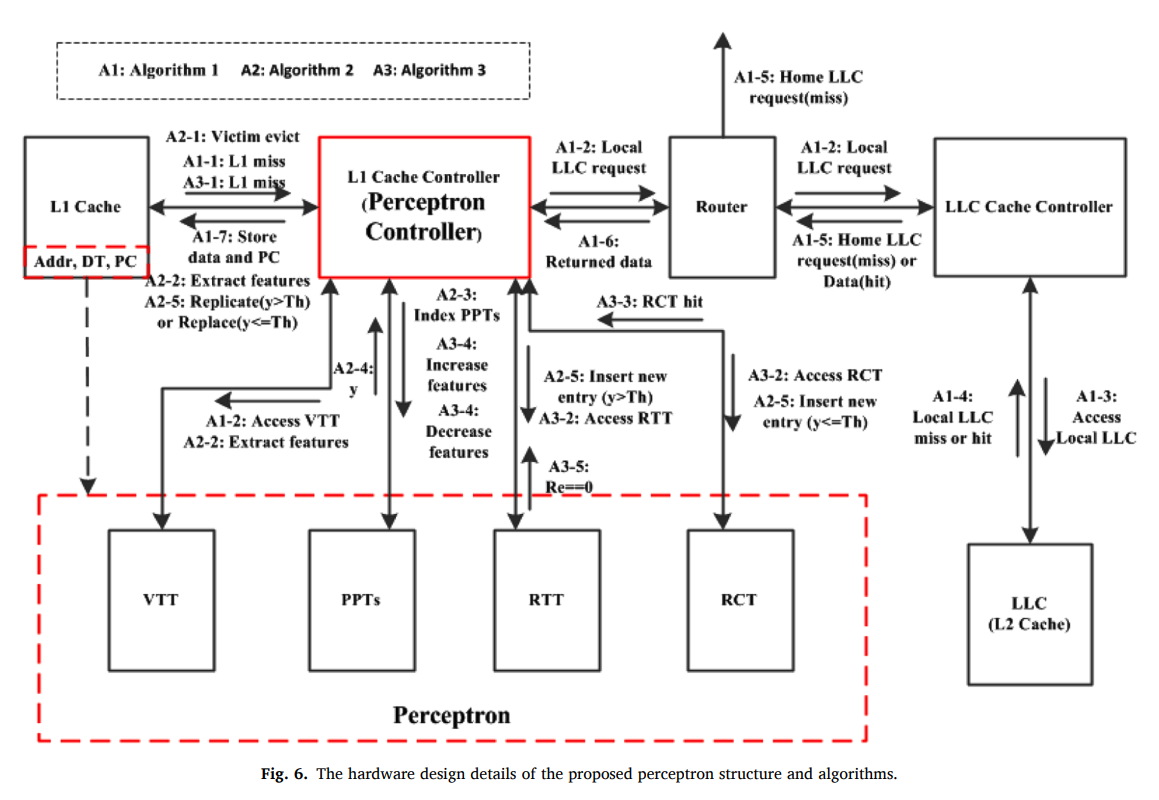 A1: Algorithm 1 A2: Algorithm 2 A3: Algorithm 3
A1-5: Home LLC
request(miss)
A2-1: Victim evict
A1-1: L1 miss
A3-1: L1 miss
L1 Cache
Addr, DT, PC
A1-7: Store
data and PC
A2-2: Extract features
A2-5: Replicate(y>Th)
or Replace(y<=Th)
L1 Cache Controller
(Perceptron
Controller)
A1-2: Local
LLC request
A1-6:
Returned data
Router
A1-2: Local
LLC request
A1-5: Home LLC
request(miss) or
Data(hit)
LLC Cache Controller
A2-4:
y
A1-2: Access VTT
A2-2: Extract features
A2-3:
Index PPTs
A3-4:
Increase
features
A3-4:
Decrease
features
A3-3: RCT hit
A2-5: Insert new
entry (y>Th)
A3-2: Access RTT
A3-5:
Re==0
A3-2: Access RCT
A2-5: Insert new
entry (y<=Th)
A1-4:
Local LLC
miss or hit
A1-3:
Access
Local LLC
VTT
PPTs
RTT
RCT
LLC
(L2 Cache)
Perceptron
Fig. 6. The hardware design details of the proposed perceptron structure and algorithms.